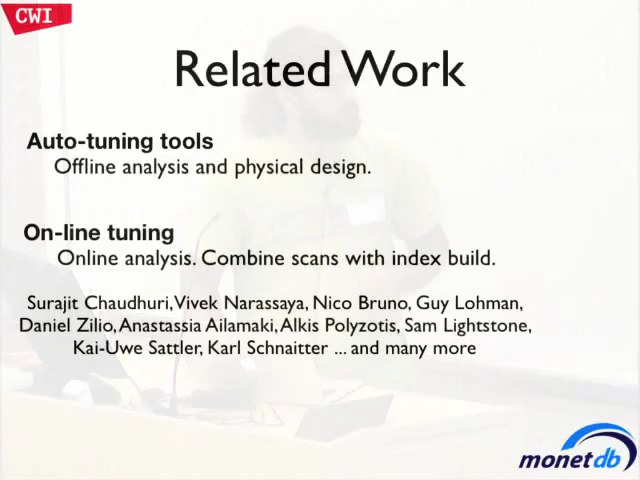 CWI
Related Work
Auto-tuning tools
Offline analysis and physical design.
On-line tuning
Online analysis. Combine scans with index build.
Surajit Chaudhuri, Vivek Narassaya, Nico Bruno, Guy Lohman,
Daniel Zilio, Anastassia Ailamaki, Alkis Polyzotis, Sam Lightstone,
Kai-Uwe Sattler, Karl Schnaitter ... and many more
monetdb